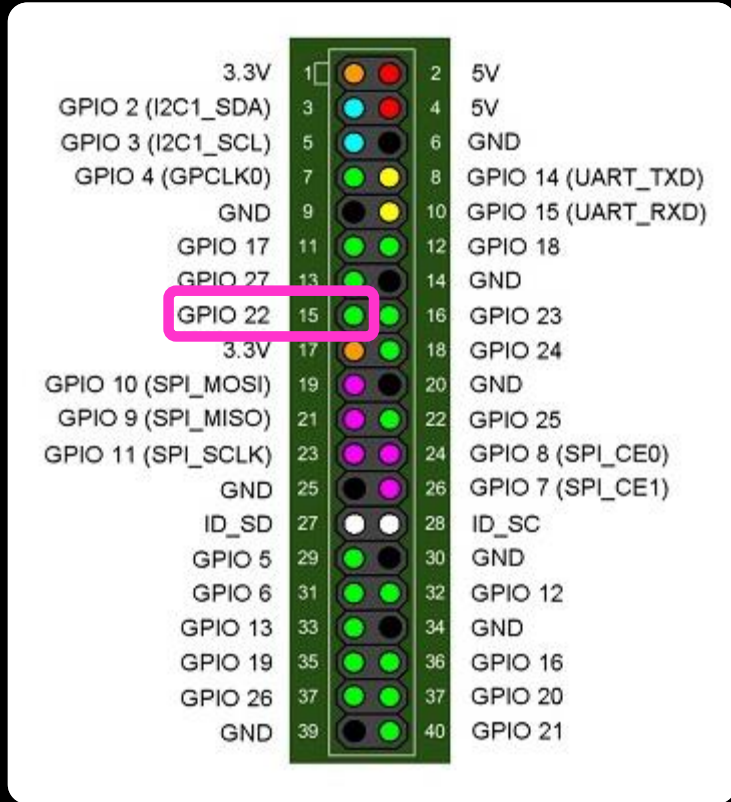 3.3V 1 2 5V
GPIO 2 (I2C1_SDA) 3 4 5V
GPIO 3 (I2C1_SCL) 5 6 GND
GPIO 4 (GPCLK0) 7 8 GPIO 14 (UART_TXD)
GND 9 10 GPIO 15 (UART_RXD)
GPIO 17 11 12 GPIO 18
GPIO 27 13 14 GND
GPIO 22 15 16 GPIO 23
3.3V 17 18 GPIO 24
GPIO 10 (SPI_MOSI) 19 20 GND
GPIO 9 (SPI_MISO) 21 22 GPIO 25
GPIO 11 (SPI_SCLK) 23 24 GPIO 8 (SPI_CE0)
GND 25 26 GPIO 7 (SPI_CE1)
ID_SD 27 28 ID_SC
GPIO 5 29 30 GND
GPIO 6 31 32 GPIO 12
GPIO 13 33 34 GND
GPIO 19 35 36 GPIO 16
GPIO 26 37 37 GPIO 20
GND 39 40 GPIO 21